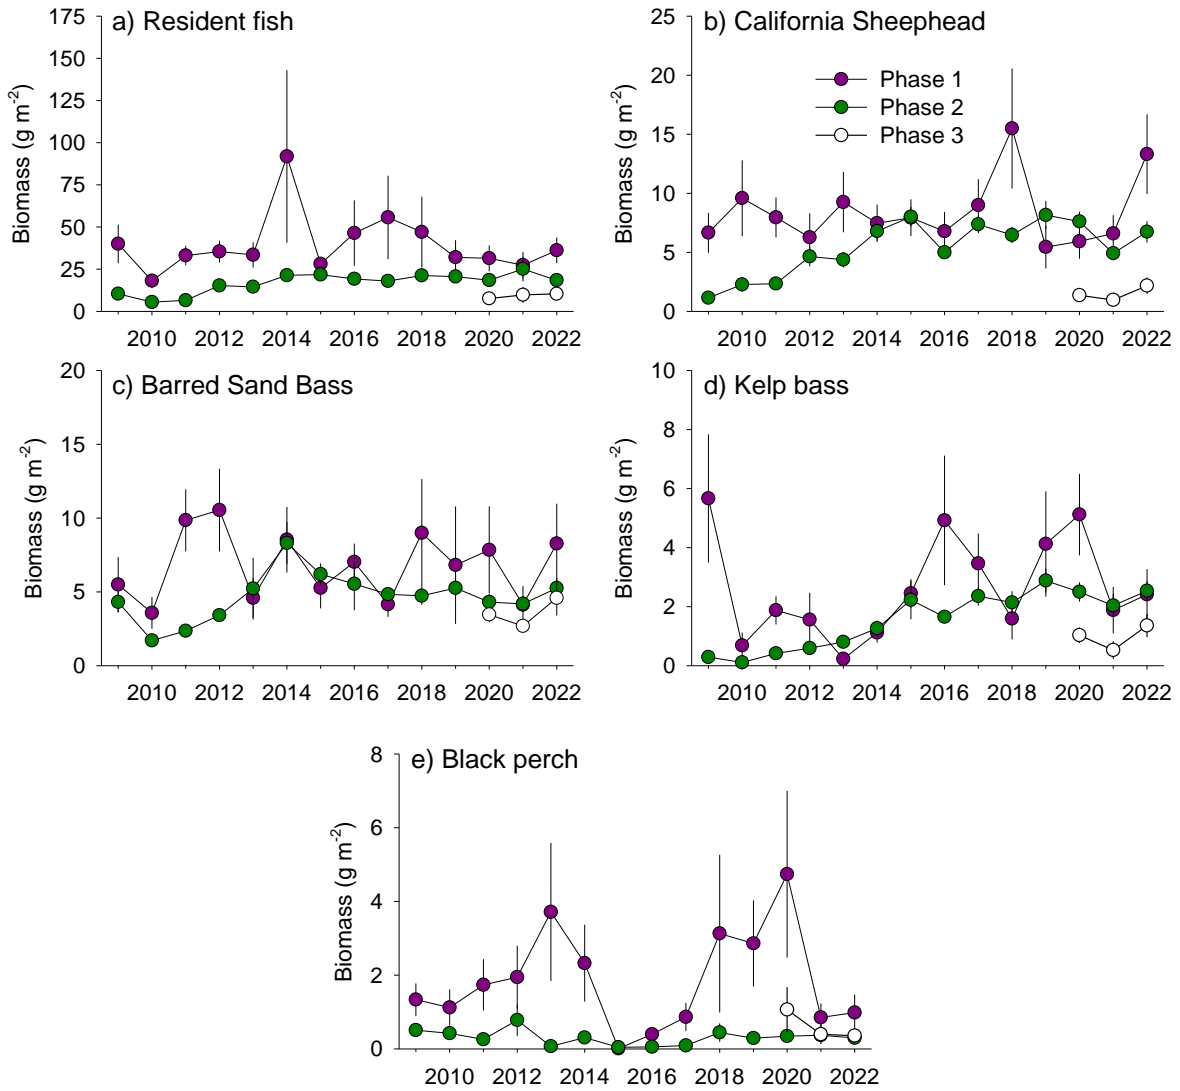 a) Resident fish
175
150
125
100
75
50
25
0
Biomass (g m-2)
2010 2012 2014 2016 2018 2020 2022
b) California Sheephead
25
20
15
10
5
0
Biomass (g m-2)
Phase 1
Phase 2
Phase 3
2010 2012 2014 2016 2018 2020 2022
c) Barred Sand Bass
20
15
10
5
0
Biomass (g m-2)
2010 2012 2014 2016 2018 2020 2022
d) Kelp bass
10
8
6
4
2
0
Biomass (g m-2)
2010 2012 2014 2016 2018 2020 2022
e) Black perch
8
6
4
2
0
Biomass (g m-2)
2010 2012 2014 2016 2018 2020 2022